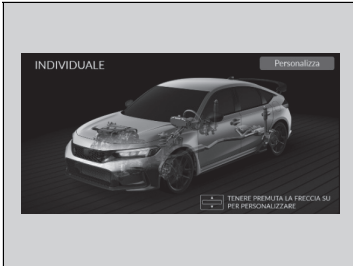 INDIVIDUALE
Personalizza
TENERE PREMUTA LA FRECCIA SU
PER PERSONALIZZARE